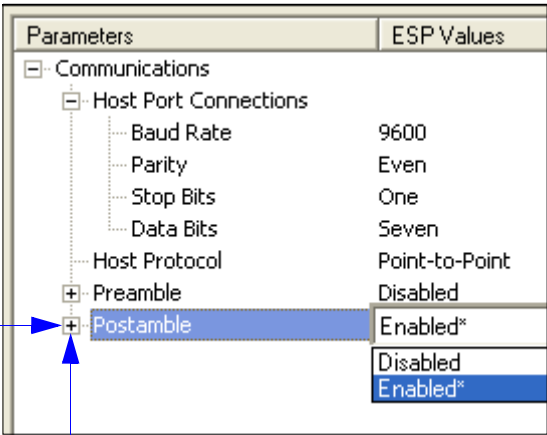 Parameters ESP Values
Communications
Host Port Connections
Baud Rate 9600
Parity Even
Stop Bits One
Data Bits Seven
Host Protocol Point-to-Point
Preamble Disabled
Postamble Enabled*
Disabled
Enabled*